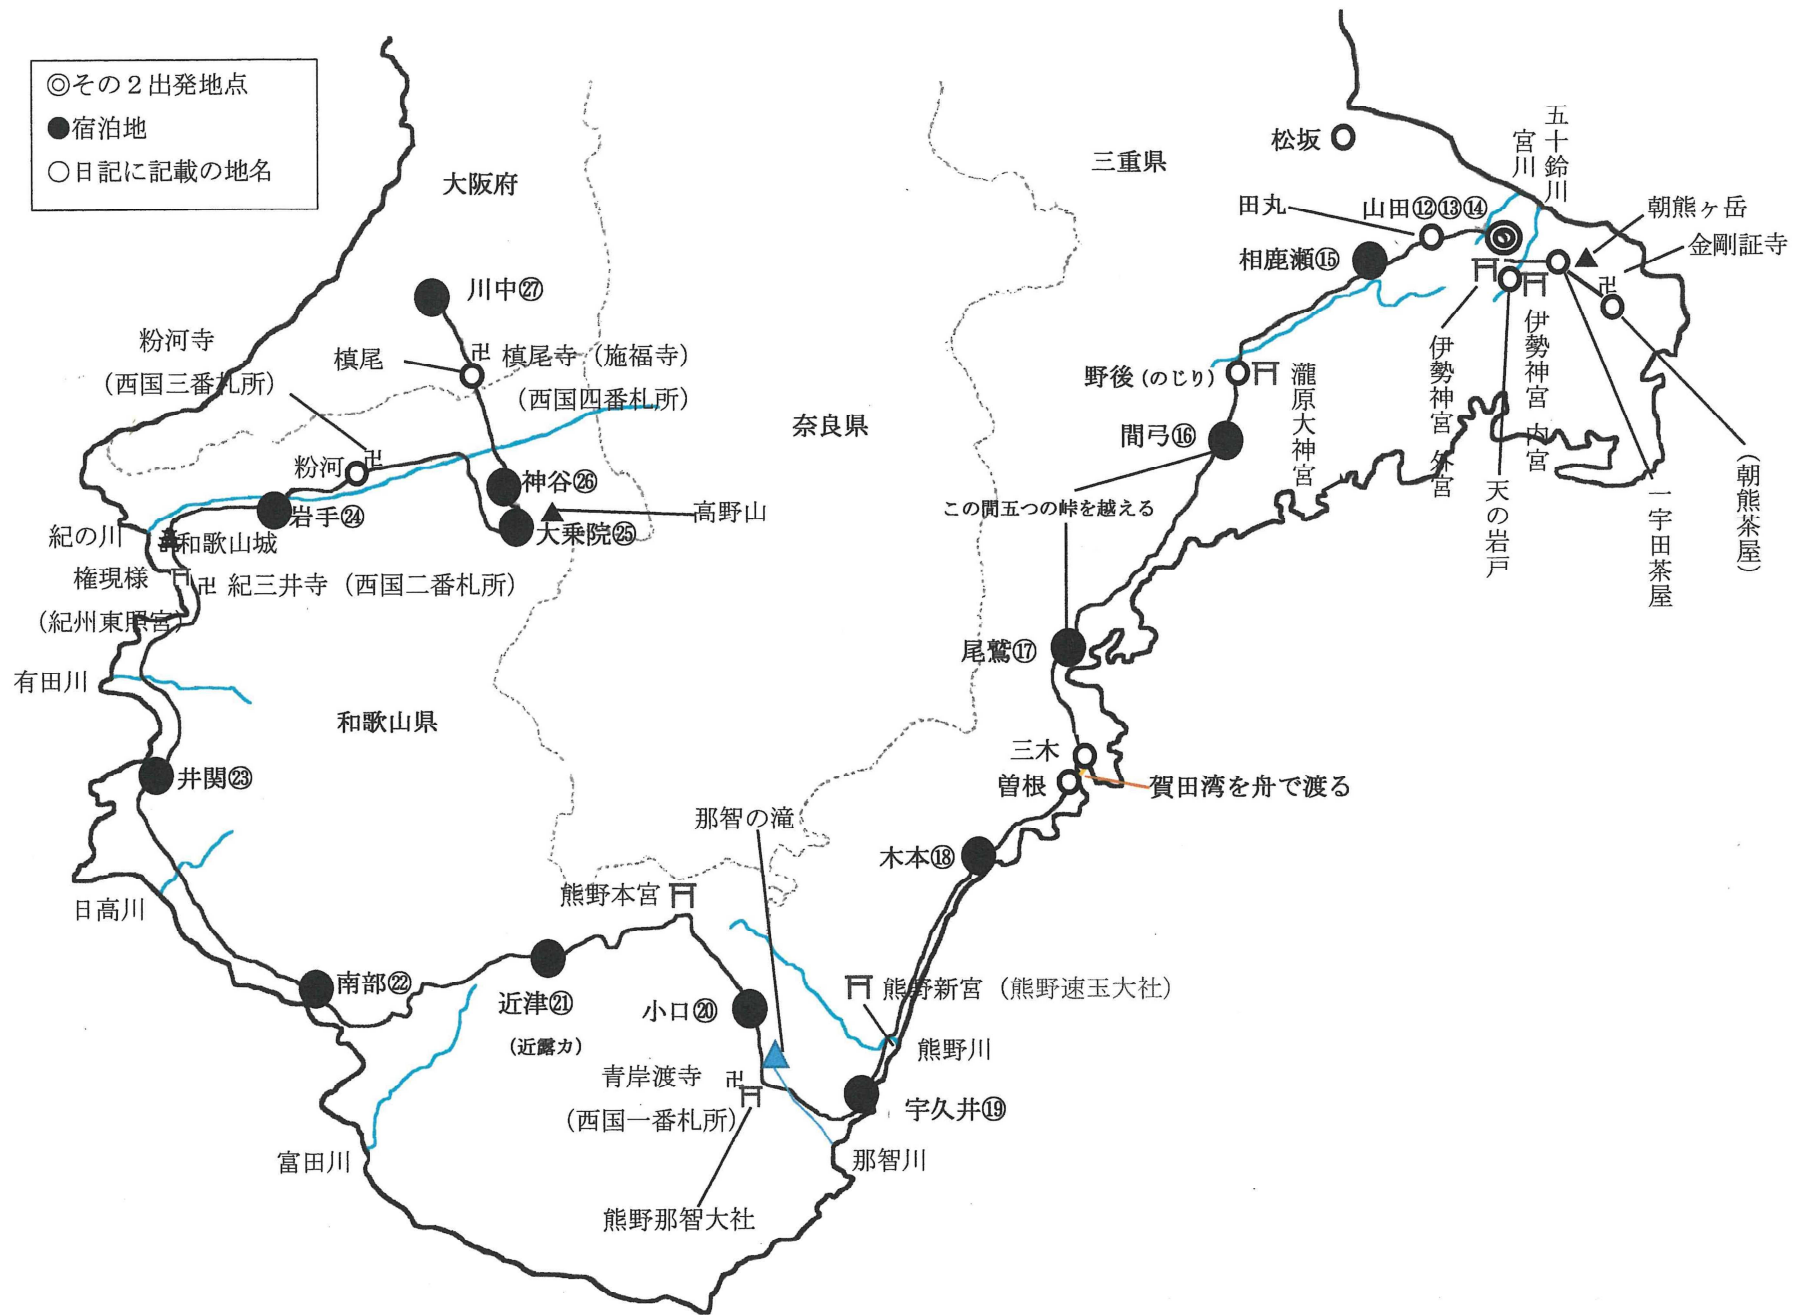 ◎その２出発地点
●宿泊地
○日記に記載の地名
大阪府
三重県
奈良県
和歌山県
松坂
宮川
五十鈴川
田丸
山田⑫⑬⑭
朝熊ヶ岳
金剛証寺
相鹿瀬⑮
伊勢神宮 外宮
伊勢神宮 内宮
天の岩戸
一宇田茶屋
（朝熊茶屋）
野後（のじり）
瀧原大神宮
間弓⑯
この間五つの峠を越える
尾鷲⑰
三木
曽根
賀田湾を舟で渡る
木本⑱
那智の滝
熊野本宮
熊野新宮（熊野速玉大社）
熊野川
小口⑳
宇久井⑲
青岸渡寺
（西国一番札所）
那智川
熊野那智大社
近津㉑
（近露カ）
南部㉒
富田川
日高川
井関㉓
有田川
紀の川
和歌山城
権現様
（紀州東照宮）
紀三井寺（西国二番札所）
岩手㉔
粉河
粉河寺
（西国三番札所）
大乗院㉕
高野山
神谷㉖
槙尾
槙尾寺（施福寺）
（西国四番札所）
川中㉗